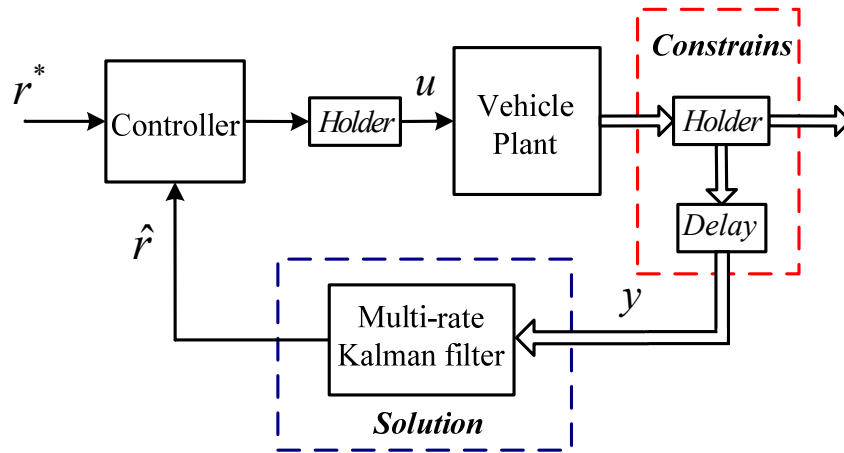 Constrains
r*
Controller
Holder
u
Vehicle
Plant
Holder
Delay
r̂
y
Multi-rate
Kalman filter
Solution